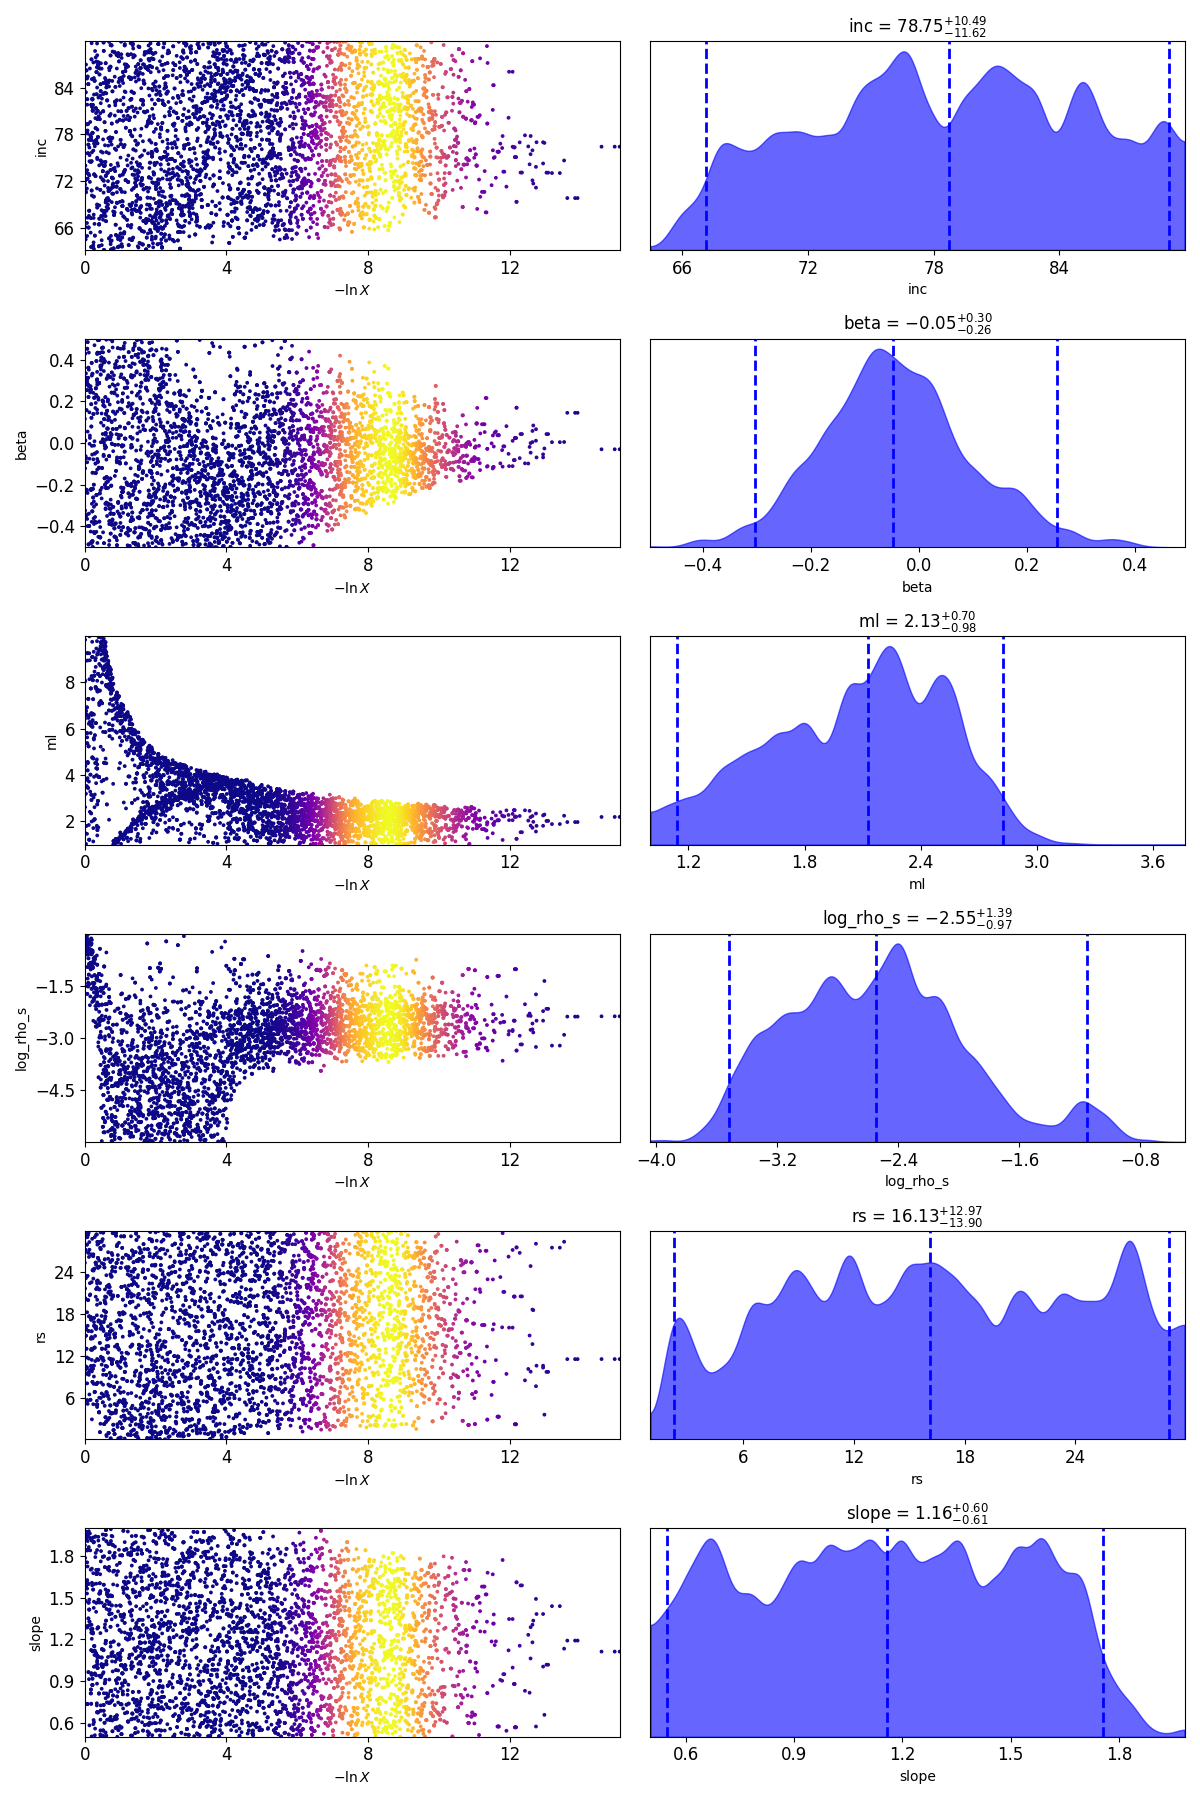 inc = 78.75+10.49 −11.62
84
78
72
66
inc
0 4 8 12
−ln X
66 72 78 84
inc
beta = −0.05+0.30 −0.26
0.4
0.2
0.0
−0.2
−0.4
beta
0 4 8 12
−ln X
−0.4 −0.2 0.0 0.2 0.4
beta
ml = 2.13+0.70 −0.98
8
6
4
2
ml
0 4 8 12
−ln X
1.2 1.8 2.4 3.0 3.6
ml
log_rho_s = −2.55+1.39 −0.97
−1.5
−3.0
−4.5
log_rho_s
0 4 8 12
−ln X
−4.0 −3.2 −2.4 −1.6 −0.8
log_rho_s
rs = 16.13+12.97 −13.90
24
18
12
6
rs
0 4 8 12
−ln X
6 12 18 24
rs
slope = 1.16+0.60 −0.61
1.8
1.5
1.2
0.9
0.6
slope
0 4 8 12
−ln X
0.6 0.9 1.2 1.5 1.8
slope